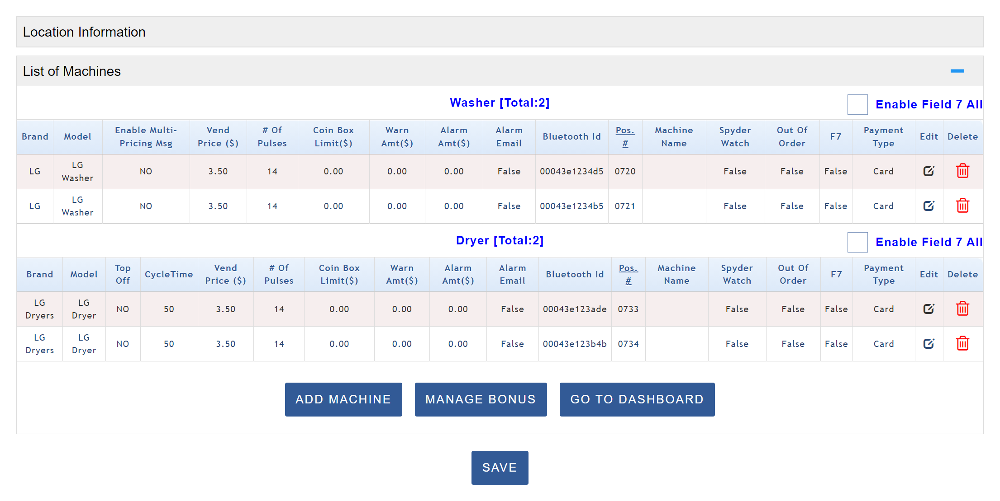 Location Information
List of Machines
Washer [Total:2]
Enable Field 7 All
Brand Model Enable Multi-Pricing Msg Vend Price ($) # Of Pulses Coin Box Limit($) Warn Amt($) Alarm Amt($) Alarm Email Bluetooth Id Pos. # Machine Name Spyder Watch Out Of Order F7 Payment Type Edit Delete
LG LG Washer NO 3.50 14 0.00 0.00 0.00 False 00043e1234d5 0720 False False False Card
LG LG Washer NO 3.50 14 0.00 0.00 0.00 False 00043e1234b5 0721 False False False Card
Dryer [Total:2]
Enable Field 7 All
Brand Model Top Off CycleTime Vend Price ($) # Of Pulses Coin Box Limit($) Warn Amt($) Alarm Amt($) Alarm Email Bluetooth Id Pos. # Machine Name Spyder Watch Out Of Order F7 Payment Type Edit Delete
LG Dryers LG Dryer NO 50 3.50 14 0.00 0.00 0.00 False 00043e123ade 0733 False False False Card
LG Dryers LG Dryer NO 50 3.50 14 0.00 0.00 0.00 False 00043e123b4b 0734 False False False Card
ADD MACHINE MANAGE BONUS GO TO DASHBOARD
SAVE